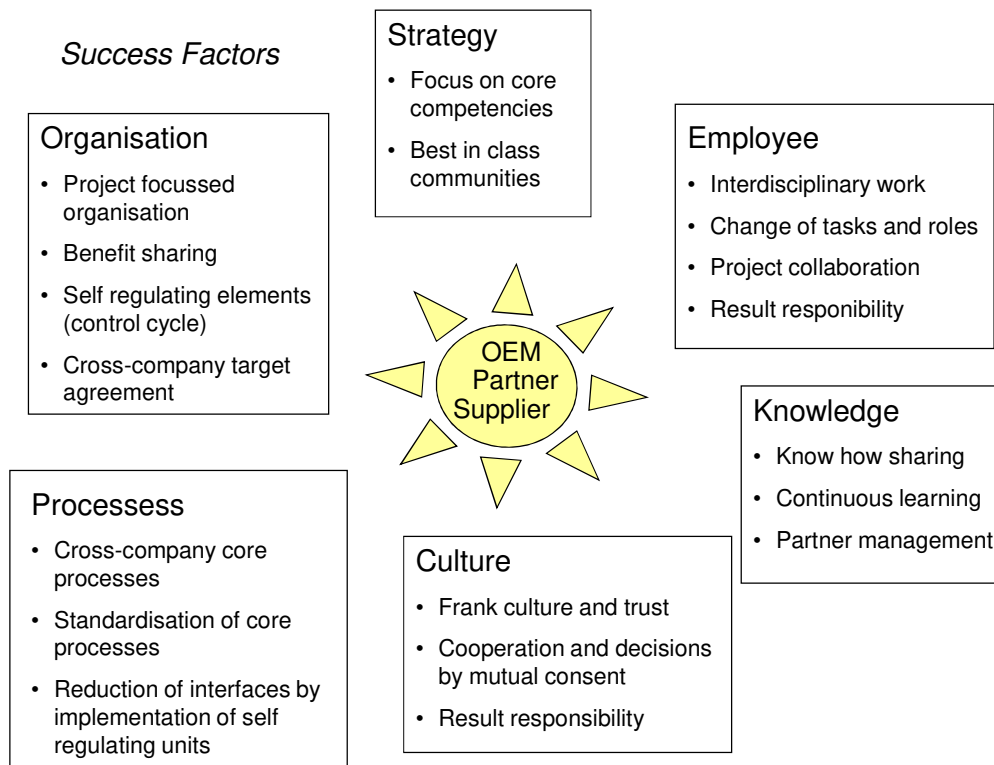 Success Factors
Strategy
• Focus on core
competencies
• Best in class
communities
Organisation
• Project focussed
organisation
• Benefit sharing
• Self regulating elements
(control cycle)
• Cross-company target
agreement
Employee
• Interdisciplinary work
• Change of tasks and roles
• Project collaboration
• Result responibility
OEM
Partner
Supplier
Knowledge
• Know how sharing
• Continuous learning
• Partner management
Processess
• Cross-company core
processes
• Standardisation of core
processes
• Reduction of interfaces by
implementation of self
regulating units
Culture
• Frank culture and trust
• Cooperation and decisions
by mutual consent
• Result responsibility